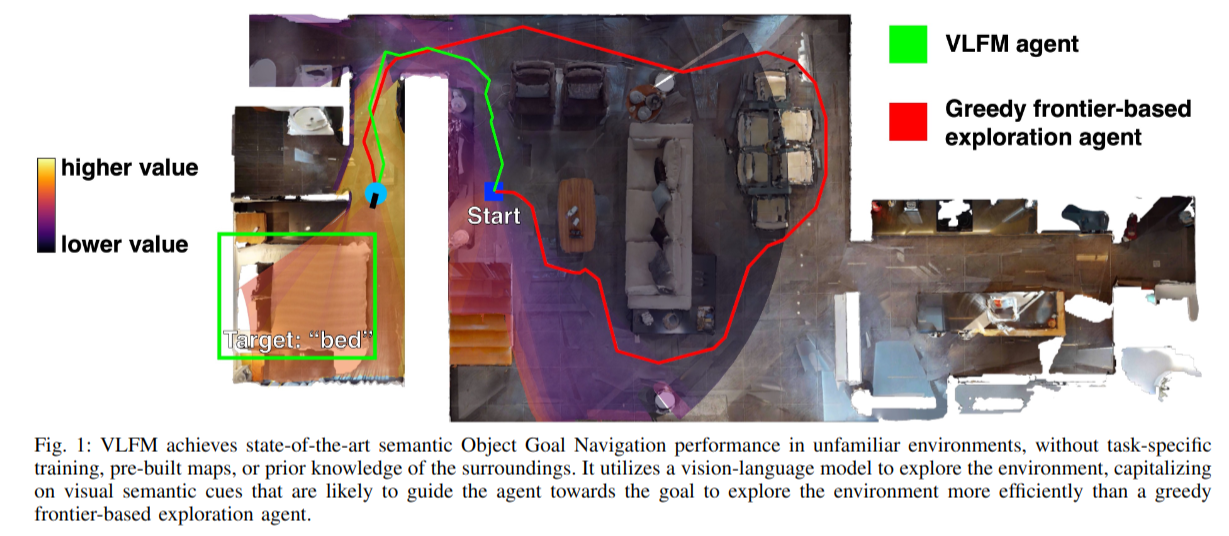 VLFM agent
Greedy frontier-based
exploration agent
higher value
lower value
Start
Target: “bed”
Fig. 1: VLFM achieves state-of-the-art semantic Object Goal Navigation performance in unfamiliar environments, without task-specific
training, pre-built maps, or prior knowledge of the surroundings. It utilizes a vision-language model to explore the environment, capitalizing
on visual semantic cues that are likely to guide the agent towards the goal to explore the environment more efficiently than a greedy
frontier-based exploration agent.